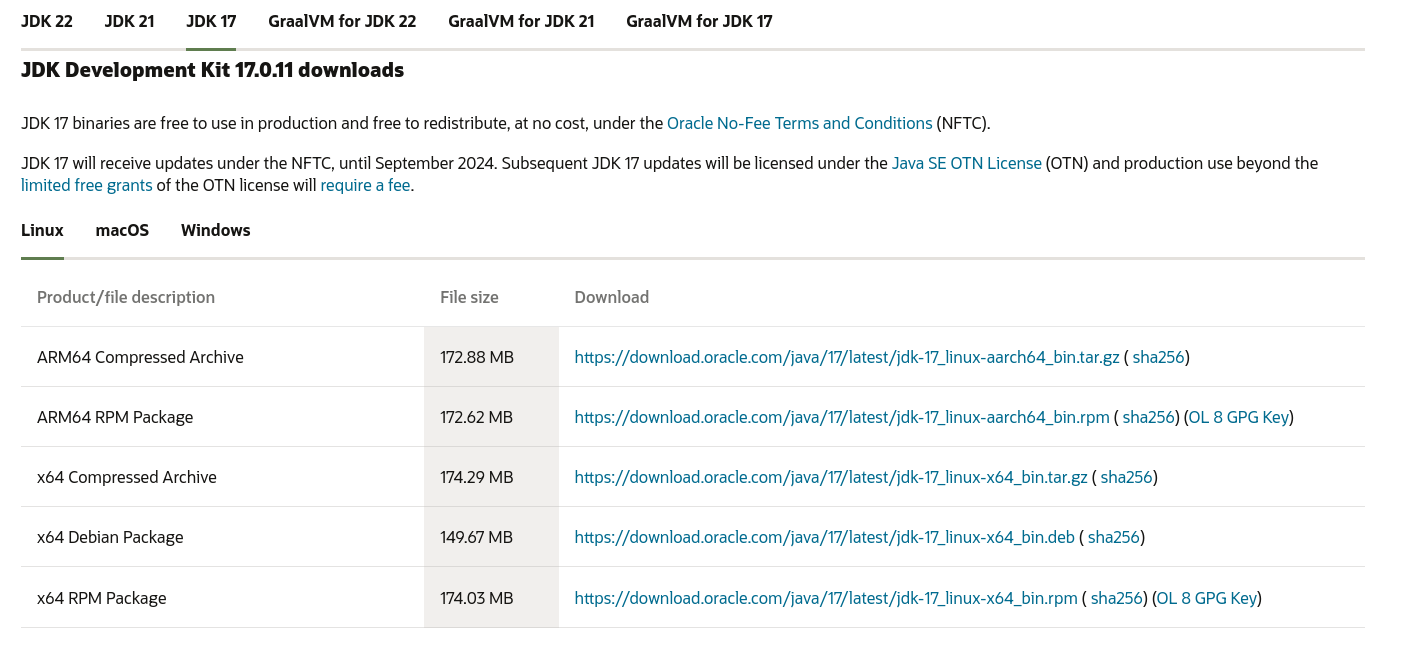 JDK 22 JDK 21 JDK 17 GraalVM for JDK 22 GraalVM for JDK 21 GraalVM for JDK 17
JDK Development Kit 17.0.11 downloads
JDK 17 binaries are free to use in production and free to redistribute, at no cost, under the Oracle No-Fee Terms and Conditions (NFTC).
JDK 17 will receive updates under the NFTC, until September 2024. Subsequent JDK 17 updates will be licensed under the Java SE OTN License (OTN) and production use beyond the
limited free grants of the OTN license will require a fee.
Linux macOS Windows
Product/file description File size Download
ARM64 Compressed Archive 172.88 MB https://download.oracle.com/java/17/latest/jdk-17_linux-aarch64_bin.tar.gz ( sha256)
ARM64 RPM Package 172.62 MB https://download.oracle.com/java/17/latest/jdk-17_linux-aarch64_bin.rpm ( sha256) (OL 8 GPG Key)
x64 Compressed Archive 174.29 MB https://download.oracle.com/java/17/latest/jdk-17_linux-x64_bin.tar.gz ( sha256)
x64 Debian Package 149.67 MB https://download.oracle.com/java/17/latest/jdk-17_linux-x64_bin.deb ( sha256)
x64 RPM Package 174.03 MB https://download.oracle.com/java/17/latest/jdk-17_linux-x64_bin.rpm ( sha256) (OL 8 GPG Key)